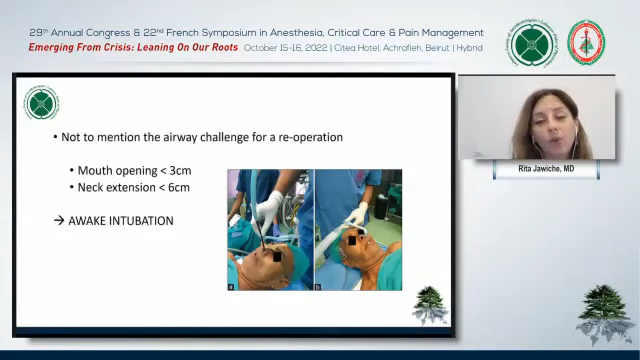 29th Annual Congress & 22nd French Symposium in Anesthesia, Critical Care & Pain Management
Emerging From Crisis: Leaning On Our Roots October 15-16, 2022 | Citea Hotel, Achrafieh, Beirut | Hybrid
• Not to mention the airway challenge for a re-operation
• Mouth opening < 3cm
• Neck extension < 6cm
→ AWAKE INTUBATION
a
b
Rita Jawiche, MD